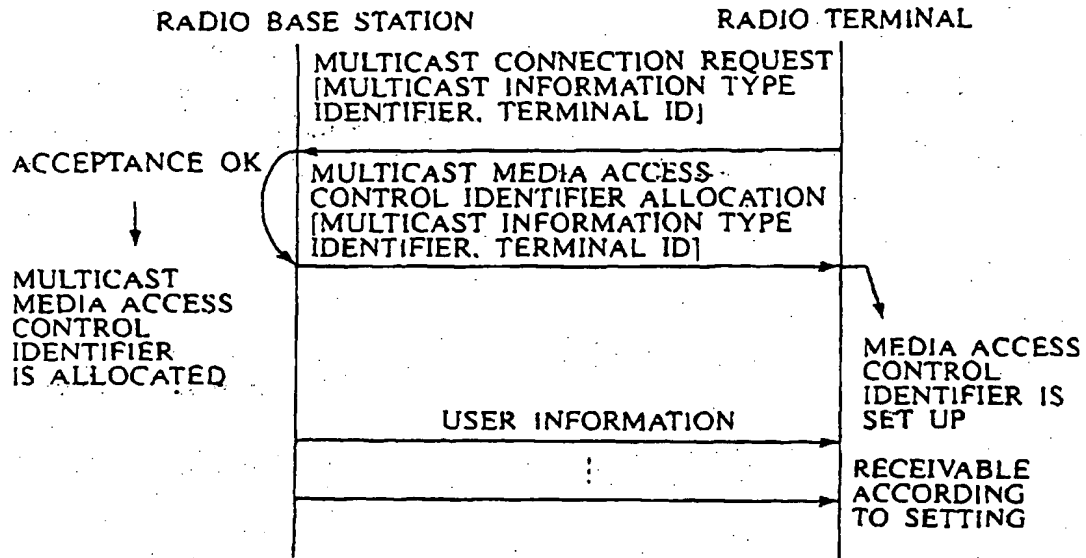 RADIO BASE STATION
RADIO TERMINAL
MULTICAST CONNECTION REQUEST
[MULTICAST INFORMATION TYPE
IDENTIFIER. TERMINAL ID]
ACCEPTANCE OK
MULTICAST MEDIA ACCESS
CONTROL IDENTIFIER ALLOCATION
[MULTICAST INFORMATION TYPE
IDENTIFIER. TERMINAL ID]
MULTICAST
MEDIA ACCESS
CONTROL
IDENTIFIER
IS ALLOCATED
MEDIA ACCESS
CONTROL
IDENTIFIER IS
SET UP
USER INFORMATION
RECEIVABLE
ACCORDING
TO SETTING